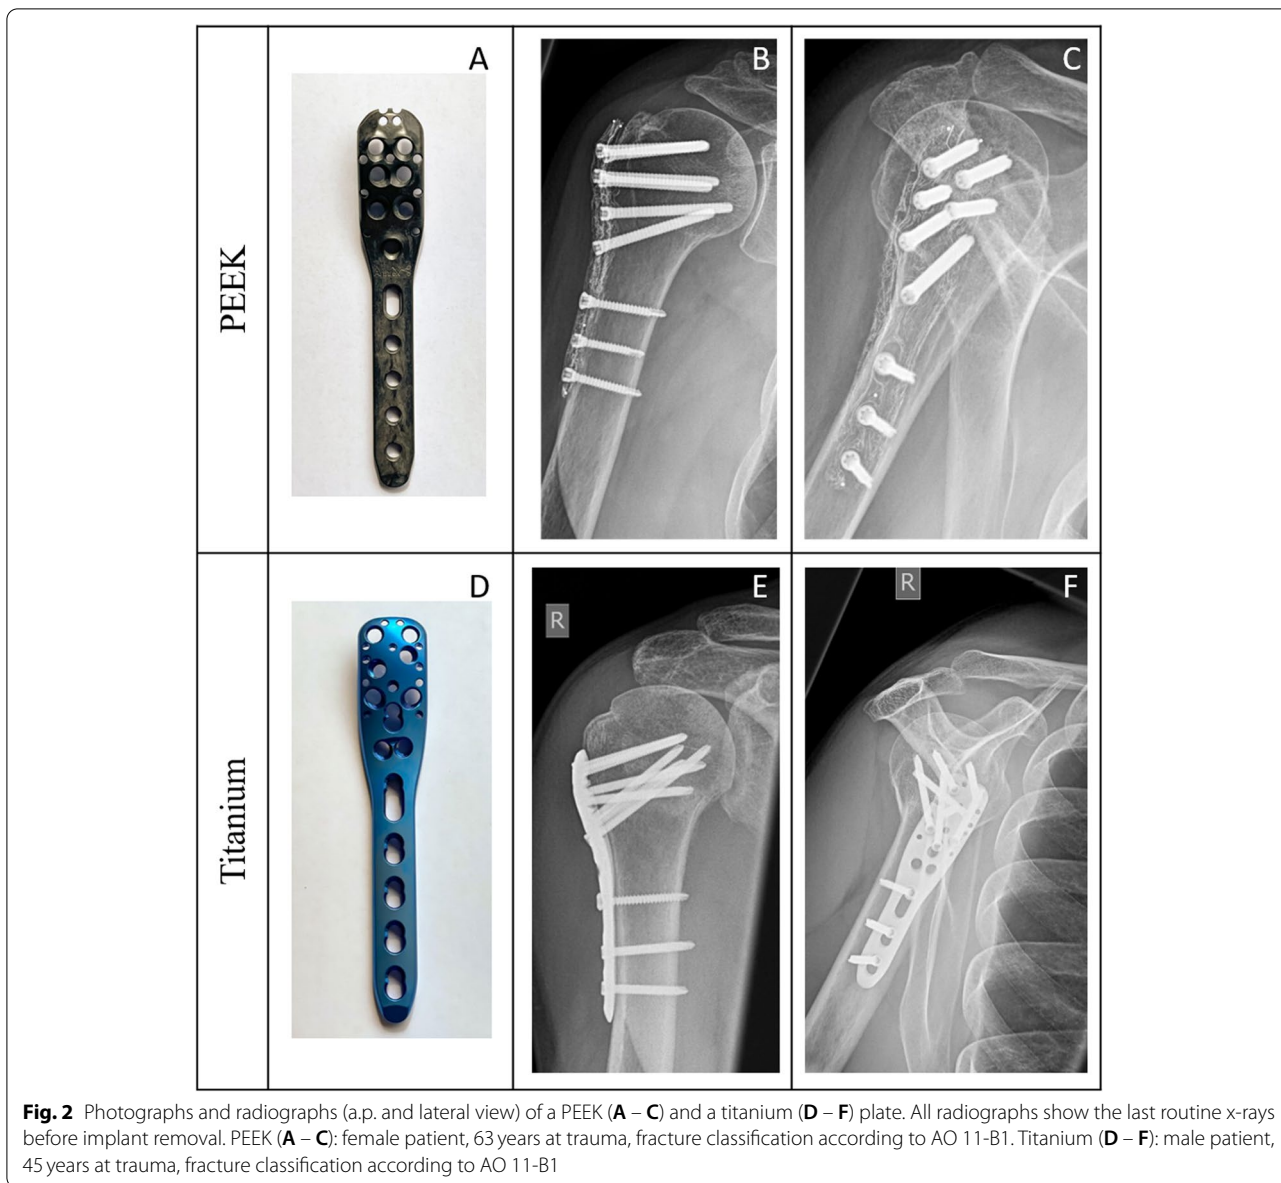 A
B
C
PEEK
D
E
F
R
R
Titanium
Fig. 2 Photographs and radiographs (a.p. and lateral view) of a PEEK (A – C) and a titanium (D – F) plate. All radiographs show the last routine x-rays
before implant removal. PEEK (A – C): female patient, 63 years at trauma, fracture classification according to AO 11-B1. Titanium (D – F): male patient,
45 years at trauma, fracture classification according to AO 11-B1